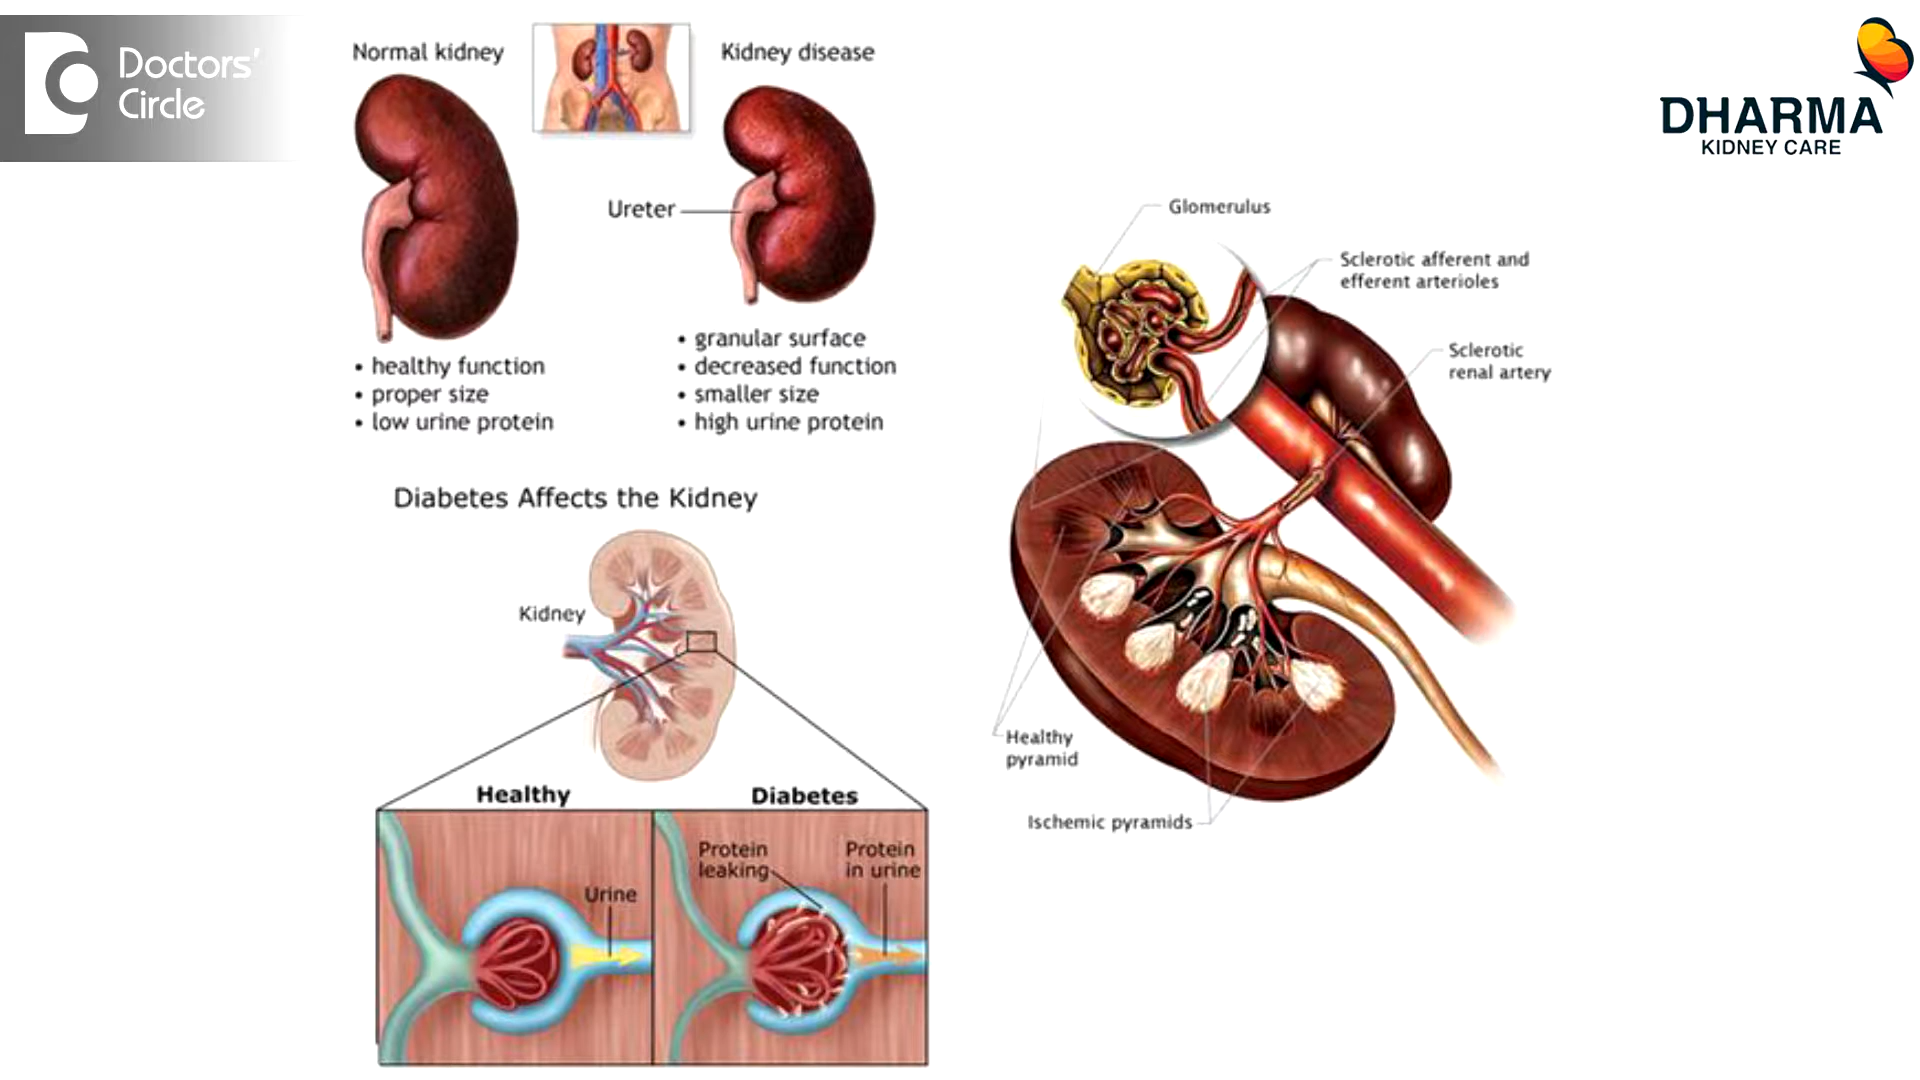 Doctors'
Circle
Normal kidney
Kidney disease
Ureter
• healthy function
• proper size
• low urine protein
• granular surface
• decreased function
• smaller size
• high urine protein
Diabetes Affects the Kidney
Kidney
Healthy
Diabetes
Urine
Protein
leaking
Protein
in urine
DHARMA
KIDNEY CARE
Glomerulus
Sclerotic afferent and
efferent arterioles
Sclerotic
renal artery
Healthy
pyramid
Ischemic pyramids